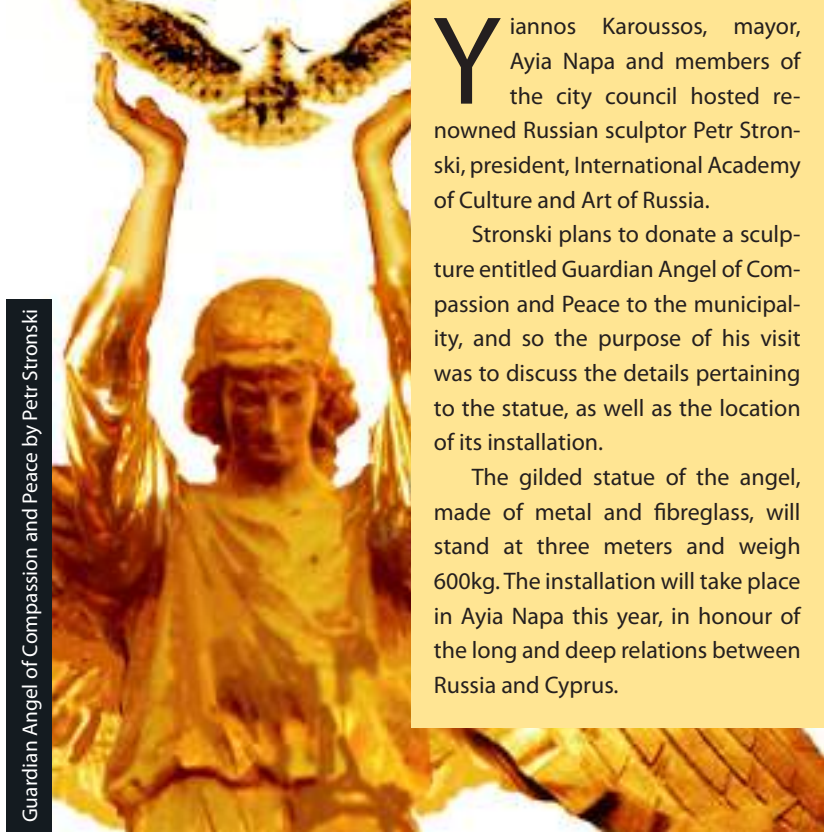 Yiannos Karoussos, mayor,
Ayia Napa and members of
the city council hosted re-
nowned Russian sculptor Petr Stron-
ski, president, International Academy
of Culture and Art of Russia.
Stronski plans to donate a sculp-
ture entitled Guardian Angel of Com-
passion and Peace to the municipal-
ity, and so the purpose of his visit
was to discuss the details pertaining
to the statue, as well as the location
of its installation.
The gilded statue of the angel,
made of metal and fibreglass, will
stand at three meters and weigh
600kg. The installation will take place
in Ayia Napa this year, in honour of
the long and deep relations between
Russia and Cyprus.
Guardian Angel of Compassion and Peace by Petr Stronski